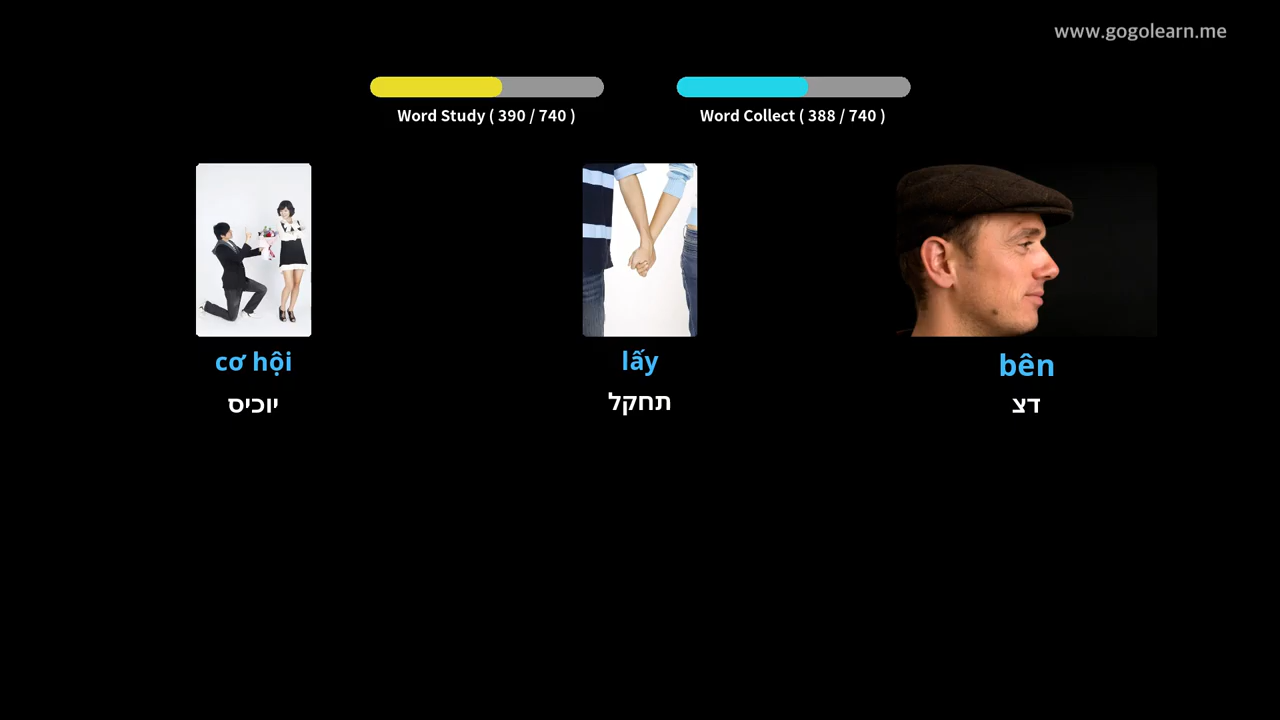 www.gogolearn.me
Word Study ( 390 / 740 )
Word Collect ( 388 / 740 )
cơ hội
יוכיס
lấy
תחקל
bên
דצ